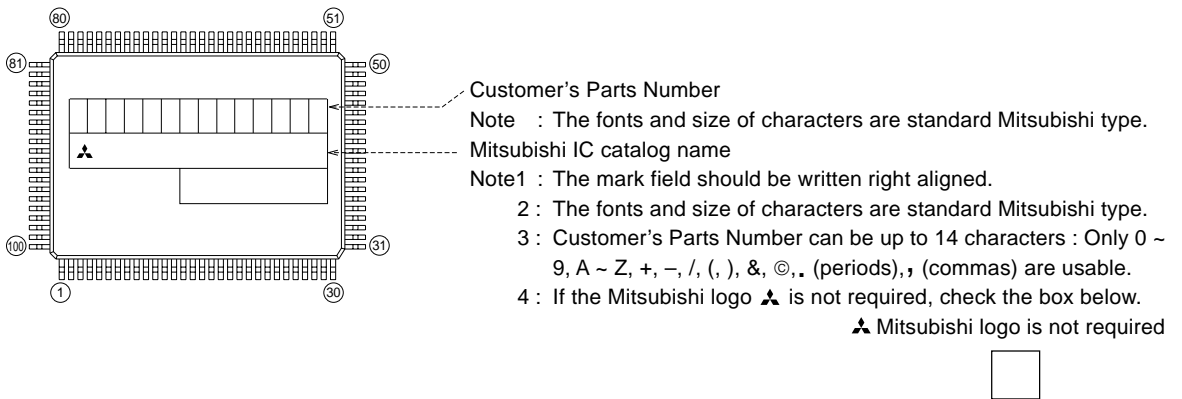 80 51
81 50
Customer's Parts Number
Note : The fonts and size of characters are standard Mitsubishi type.
Mitsubishi IC catalog name
Note1 : The mark field should be written right aligned.
2 : The fonts and size of characters are standard Mitsubishi type.
100 31
3 : Customer's Parts Number can be up to 14 characters : Only 0 ~
9, A ~ Z, +, –, /, (, ), &, ©, . (periods), , (commas) are usable.
1 30
4 : If the Mitsubishi logo is not required, check the box below.
Mitsubishi logo is not required